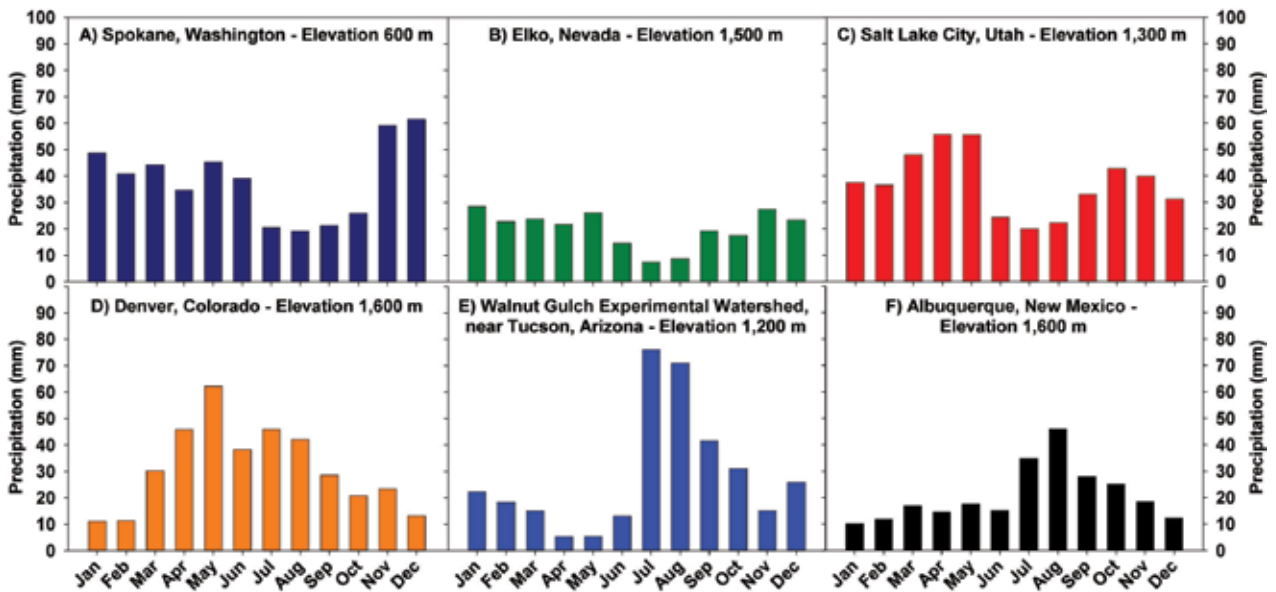 A) Spokane, Washington - Elevation 600 m
B) Elko, Nevada - Elevation 1,500 m
C) Salt Lake City, Utah - Elevation 1,300 m
Precipitation (mm)
100
90
80
70
60
50
40
30
20
10
0
Precipitation (mm)
100
90
80
70
60
50
40
30
20
10
0
D) Denver, Colorado - Elevation 1,600 m
E) Walnut Gulch Experimental Watershed,
near Tucson, Arizona - Elevation 1,200 m
F) Albuquerque, New Mexico -
Elevation 1,600 m
Precipitation (mm)
90
80
70
60
50
40
30
20
10
0
Precipitation (mm)
90
80
70
60
50
40
30
20
10
0
Jan
Feb
Mar
Apr
May
Jun
Jul
Aug
Sep
Oct
Nov
Dec
Jan
Feb
Mar
Apr
May
Jun
Jul
Aug
Sep
Oct
Nov
Dec
Jan
Feb
Mar
Apr
May
Jun
Jul
Aug
Sep
Oct
Nov
Dec